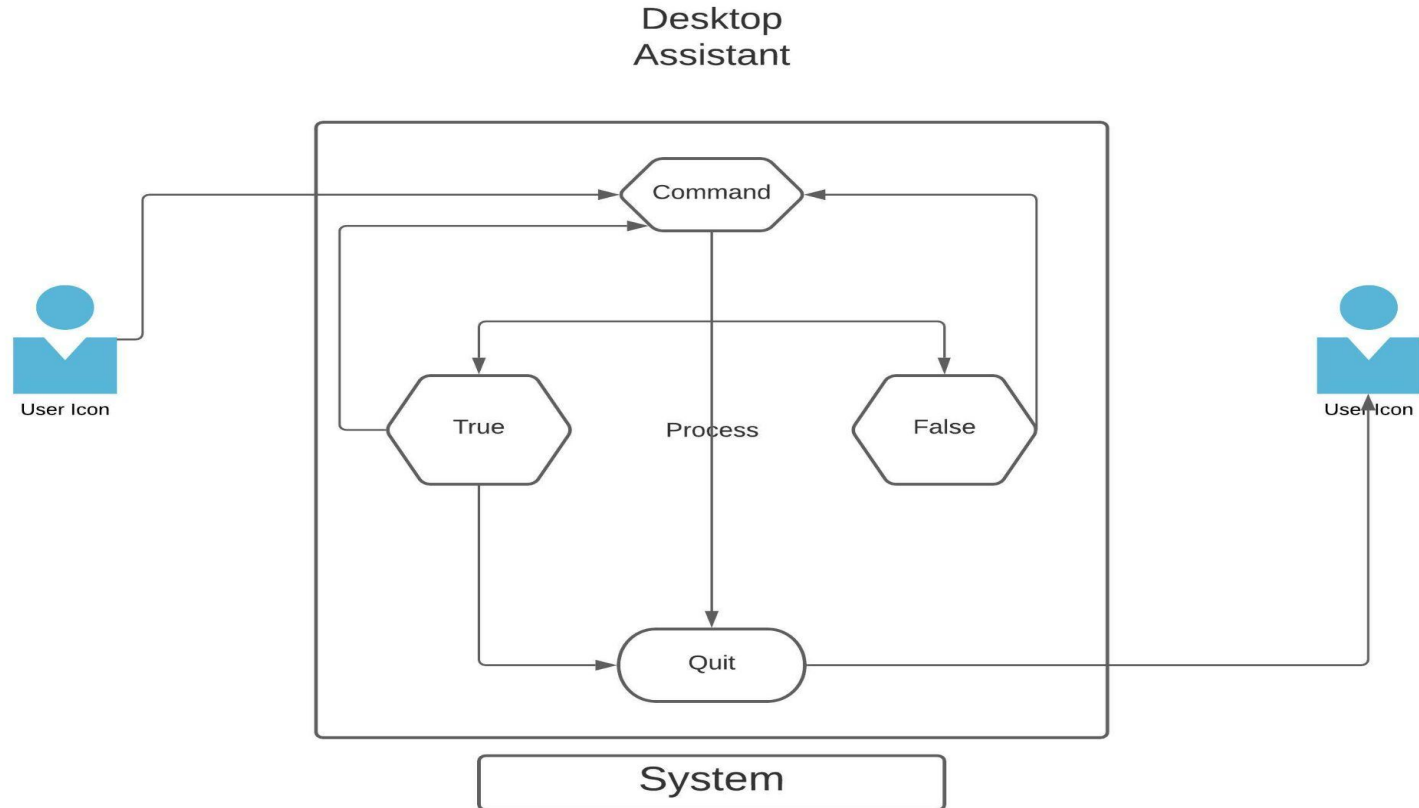 Desktop
Assistant
Command
True
Process
False
User Icon
User Icon
Quit
System